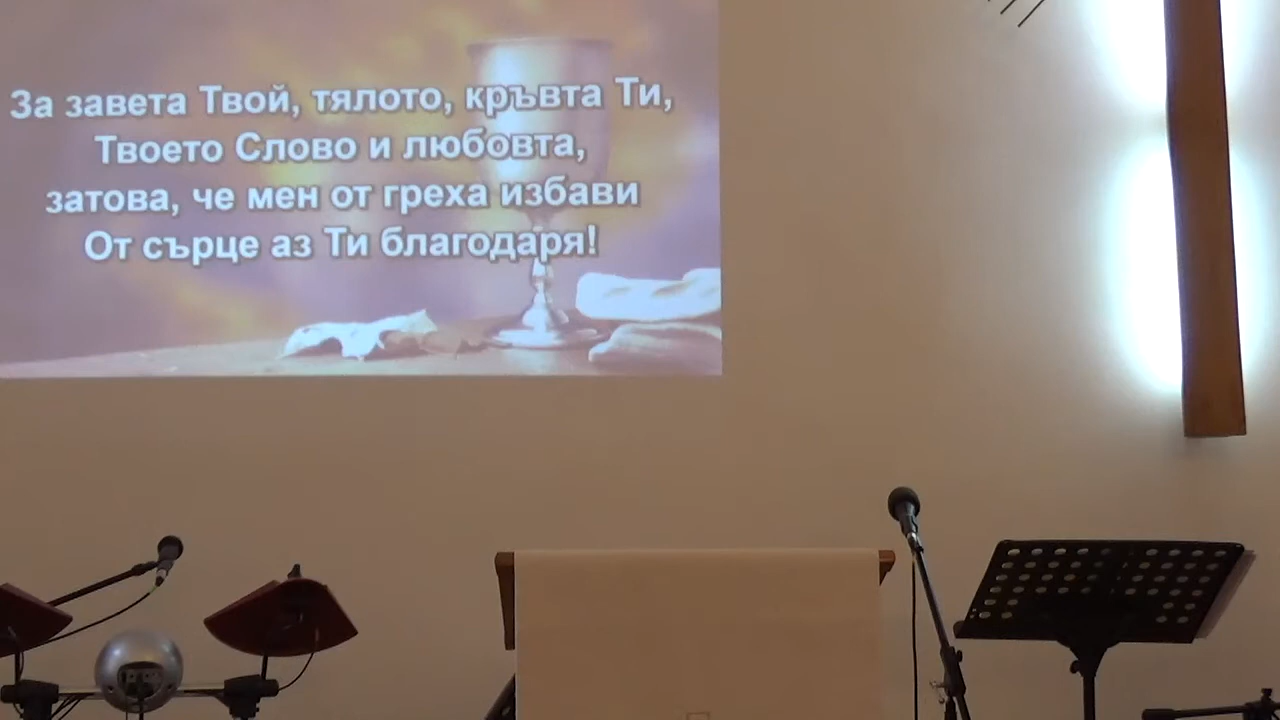 За завета Твой, тялото, кръвта Ти,
Твоето Слово и любовта,
затова, че мен от греха избави
От сърце аз Ти благодаря!